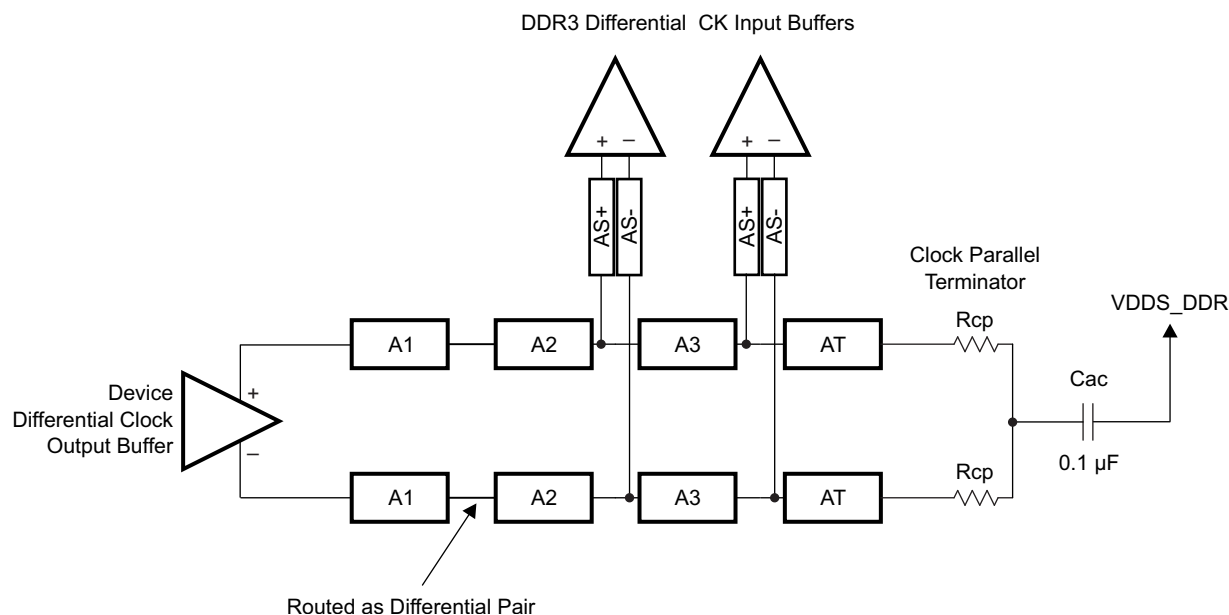 DDR3 Differential CK Input Buffers
+ – + –
AS+ AS- AS+ AS-
Clock Parallel
Terminator
VDDS_DDR
Rcp
A1 A2 A3 AT
Cac
Device
Differential Clock
Output Buffer
+
–
0.1 µF
Rcp
A1 A2 A3 AT
Routed as Differential Pair